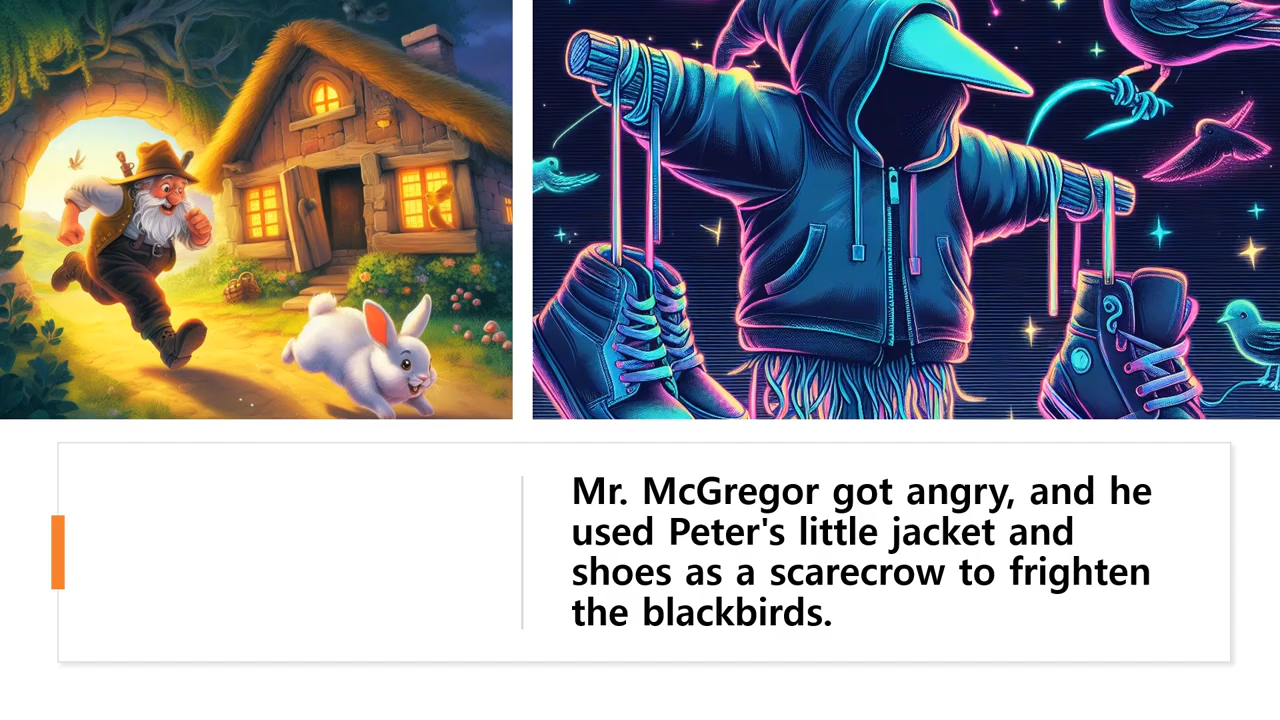 Mr. McGregor got angry, and he
used Peter's little jacket and
shoes as a scarecrow to frighten
the blackbirds.